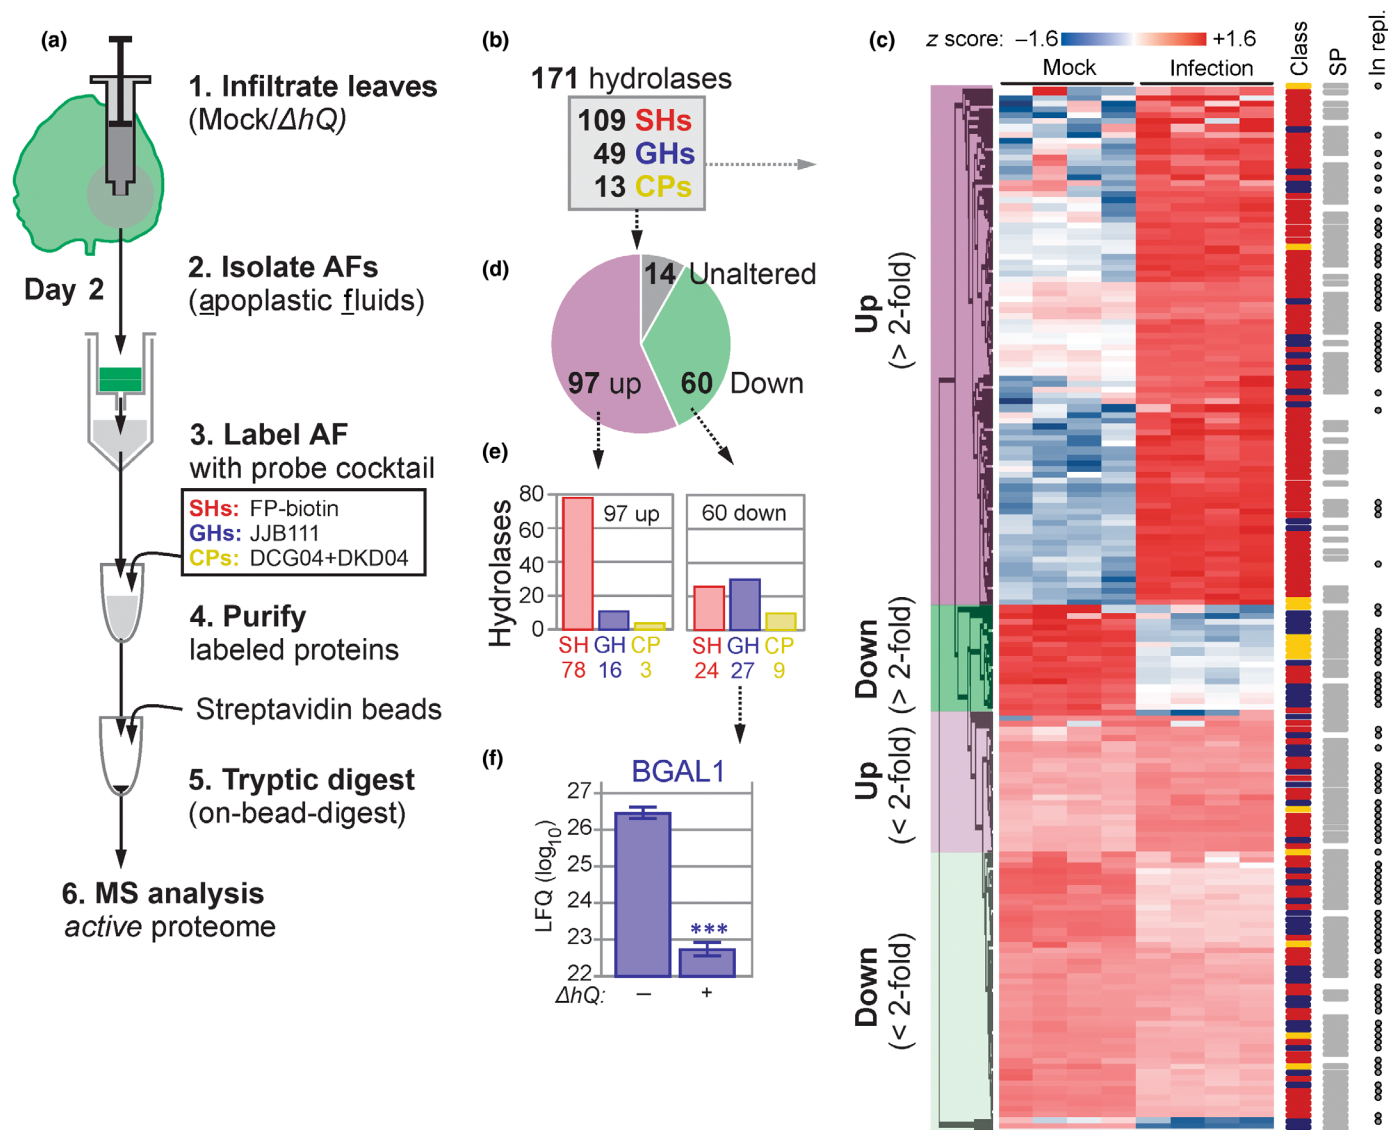 (a)
1. Infiltrate leaves
(Mock/ΔhQ)
Day 2
2. Isolate AFs
(apoplastic fluids)
3. Label AF
with probe cocktail
SHs: FP-biotin
GHs: JJB111
CPs: DCG04+DKD04
4. Purify
labeled proteins
Streptavidin beads
5. Tryptic digest
(on-bead-digest)
6. MS analysis
active proteome
(b)
171 hydrolases
109 SHs
49 GHs
13 CPs
(d)
14 Unaltered
97 up
60 Down
(e)
Hydrolases
80
60
40
20
0
97 up
60 down
SH GH CP
78 16 3
SH GH CP
24 27 9
(f)
BGAL1
LFQ (log10)
27
26
25
24
23
22
***
ΔhQ: – +
(c)
z score: –1.6 +1.6
Mock Infection
Class
SP
In repl.
Up
(> 2-fold)
Down
(> 2-fold)
Up
(< 2-fold)
Down
(< 2-fold)